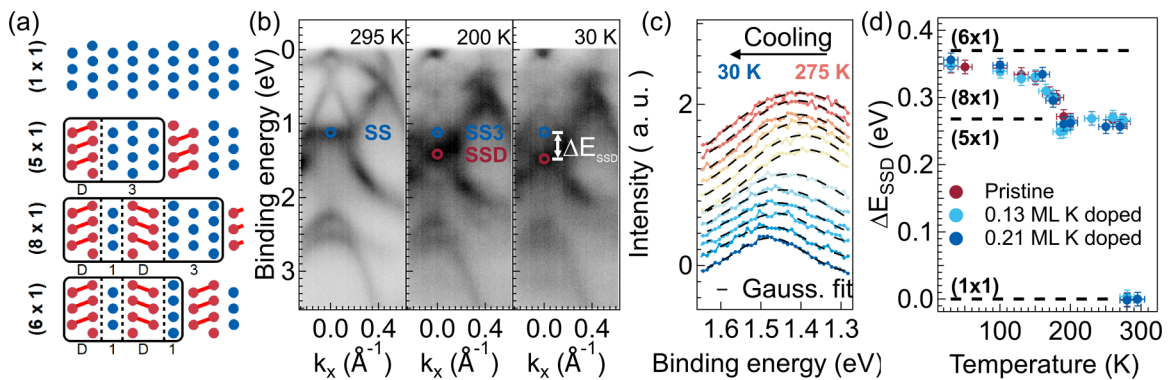 (a)
(1 x 1)
(5 x 1)
D 3
(8 x 1)
D 1 D 3
(6 x 1)
D 1 D 1
(b)
295 K 200 K 30 K
0
1
2
3
Binding energy (eV)
SS SS3 ΔE_SSD
SSD
0.0 0.4 0.0 0.4 0.0 0.4
kₓ (Å⁻¹) kₓ (Å⁻¹) kₓ (Å⁻¹)
(c)
Cooling
30 K 275 K
2
1
0
Intensity ( a. u. )
-- Gauss. fit
1.6 1.5 1.4 1.3
Binding energy (eV)
(d)
0.4
0.3
0.2
0.1
0.0
ΔE_SSD (eV)
(6x1)
(8x1)
(5x1)
Pristine
0.13 ML K doped
0.21 ML K doped
(1x1)
0 100 200 300
Temperature (K)